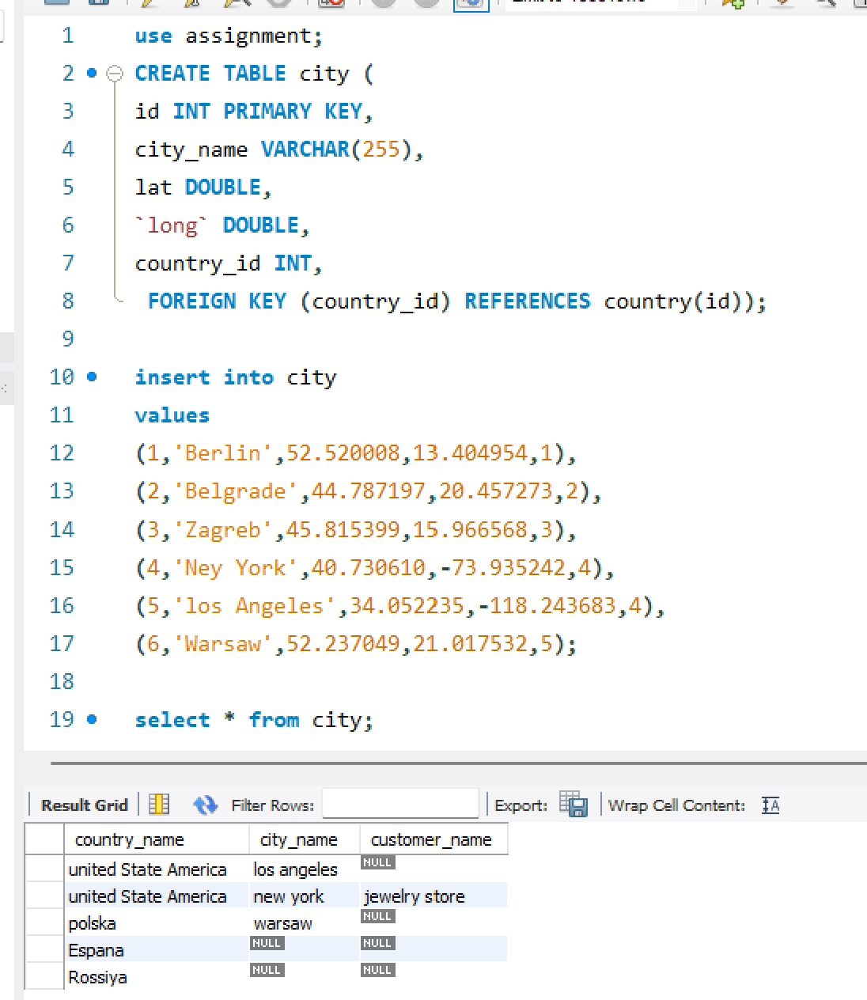 1 use assignment;
2 CREATE TABLE city (
3 id INT PRIMARY KEY,
4 city_name VARCHAR(255),
5 lat DOUBLE,
6 `long` DOUBLE,
7 country_id INT,
8 FOREIGN KEY (country_id) REFERENCES country(id));
9
10 insert into city
11 values
12 (1,'Berlin',52.520008,13.404954,1),
13 (2,'Belgrade',44.787197,20.457273,2),
14 (3,'Zagreb',45.815399,15.966568,3),
15 (4,'Ney York',40.730610,-73.935242,4),
16 (5,'los Angeles',34.052235,-118.243683,4),
17 (6,'Warsaw',52.237049,21.017532,5);
18
19 select * from city;
Result Grid Filter Rows: Export: Wrap Cell Content: IA
country_name city_name customer_name
united State America los angeles NULL
united State America new york jewelry store
polska warsaw NULL
Espana NULL NULL
Rossiya NULL NULL